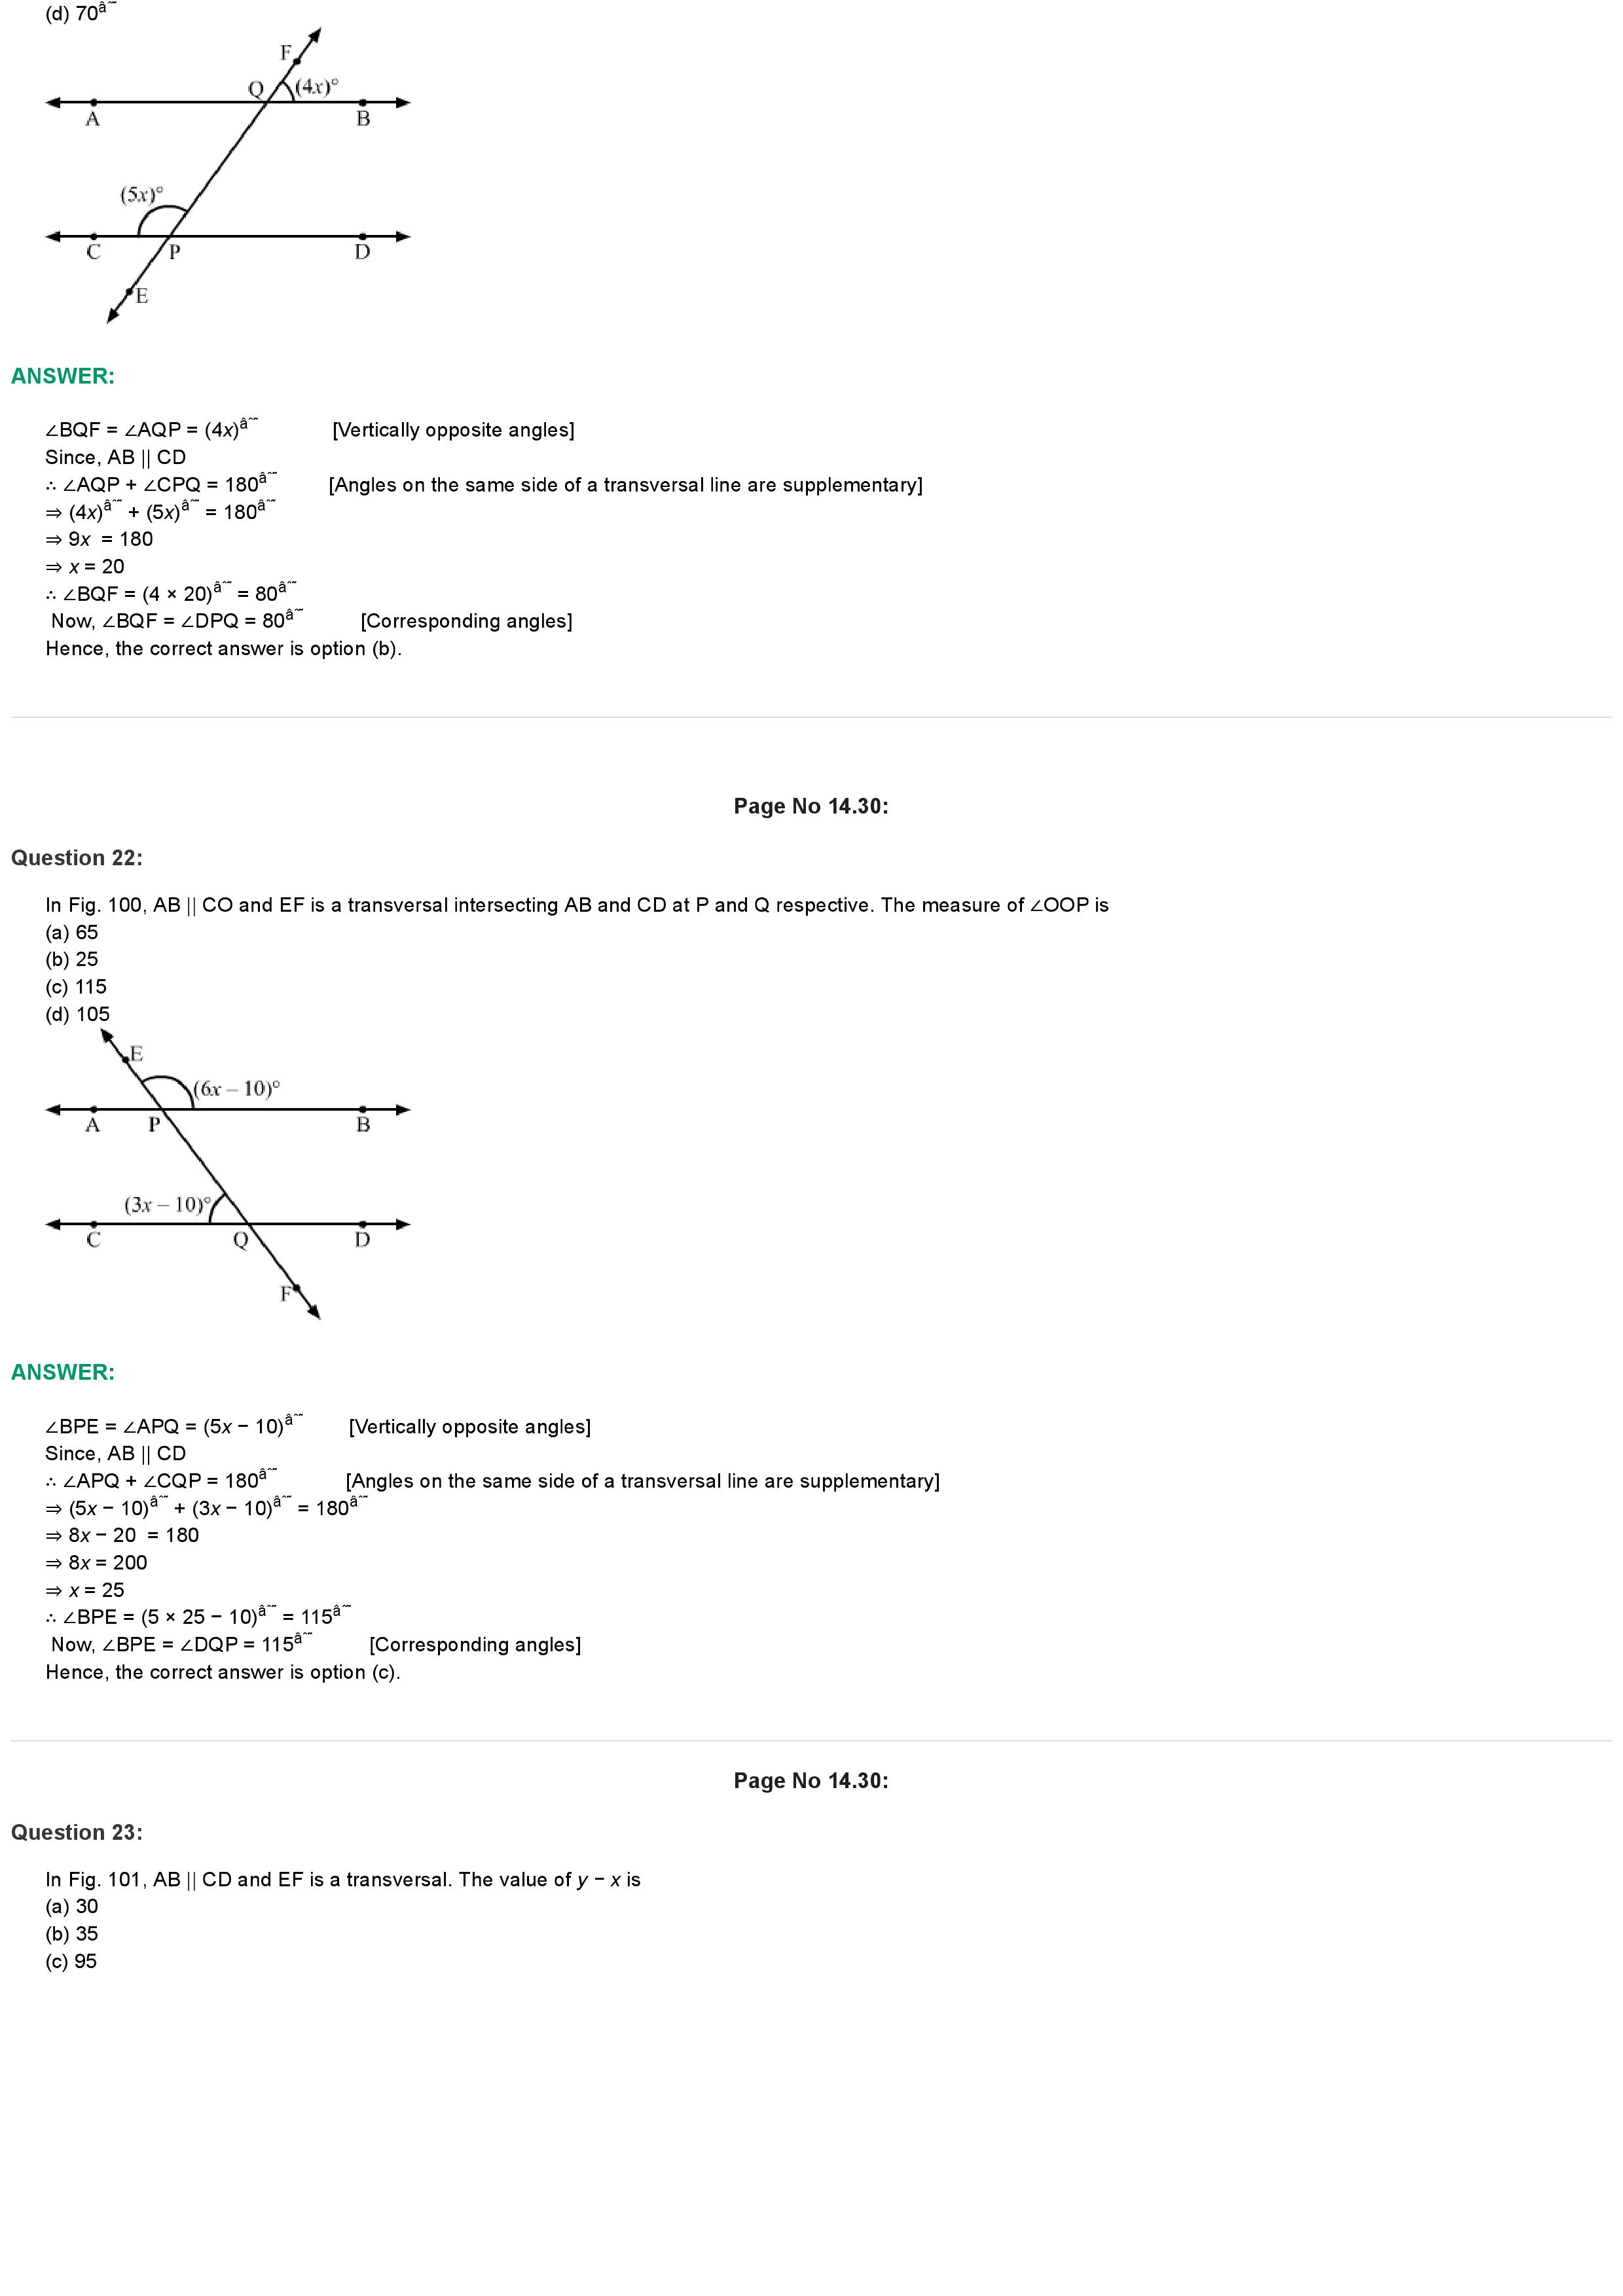 (d) 70â˜
F
Q (4x)°
A B
(5x)°
C P D
E
ANSWER:
∠BQF = ∠AQP = (4x)â˜ [Vertically opposite angles]
Since, AB || CD
∴ ∠AQP + ∠CPQ = 180â˜ [Angles on the same side of a transversal line are supplementary]
⇒ (4x)â˜ + (5x)â˜ = 180â˜
⇒ 9x = 180
⇒ x = 20
∴ ∠BQF = (4 × 20)â˜ = 80â˜
Now, ∠BQF = ∠DPQ = 80â˜ [Corresponding angles]
Hence, the correct answer is option (b).
Page No 14.30:
Question 22:
In Fig. 100, AB || CO and EF is a transversal intersecting AB and CD at P and Q respective. The measure of ∠OOP is
(a) 65
(b) 25
(c) 115
(d) 105
E
(6x – 10)°
A P B
(3x – 10)°
C Q D
F
ANSWER:
∠BPE = ∠APQ = (5x − 10)â˜ [Vertically opposite angles]
Since, AB || CD
∴ ∠APQ + ∠CQP = 180â˜ [Angles on the same side of a transversal line are supplementary]
⇒ (5x − 10)â˜ + (3x − 10)â˜ = 180â˜
⇒ 8x − 20 = 180
⇒ 8x = 200
⇒ x = 25
∴ ∠BPE = (5 × 25 − 10)â˜ = 115â˜
Now, ∠BPE = ∠DQP = 115â˜ [Corresponding angles]
Hence, the correct answer is option (c).
Page No 14.30:
Question 23:
In Fig. 101, AB || CD and EF is a transversal. The value of y − x is
(a) 30
(b) 35
(c) 95